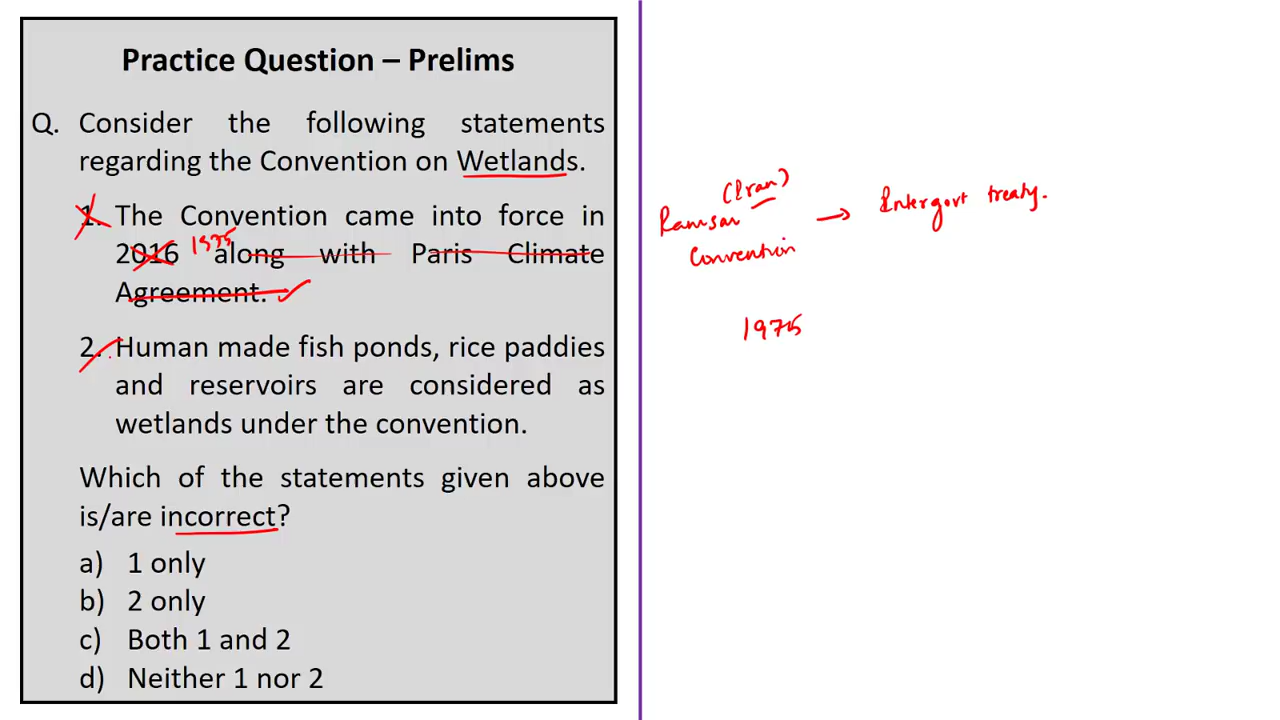 Practice Question – Prelims
Q. Consider the following statements
regarding the Convention on Wetlands.
1. The Convention came into force in
2016 1975 along with Paris Climate
Agreement.
2. Human made fish ponds, rice paddies
and reservoirs are considered as
wetlands under the convention.
Which of the statements given above
is/are incorrect?
a) 1 only
b) 2 only
c) Both 1 and 2
d) Neither 1 nor 2
(Iran)
Ramsar → Intergovt treaty.
Convention
1975